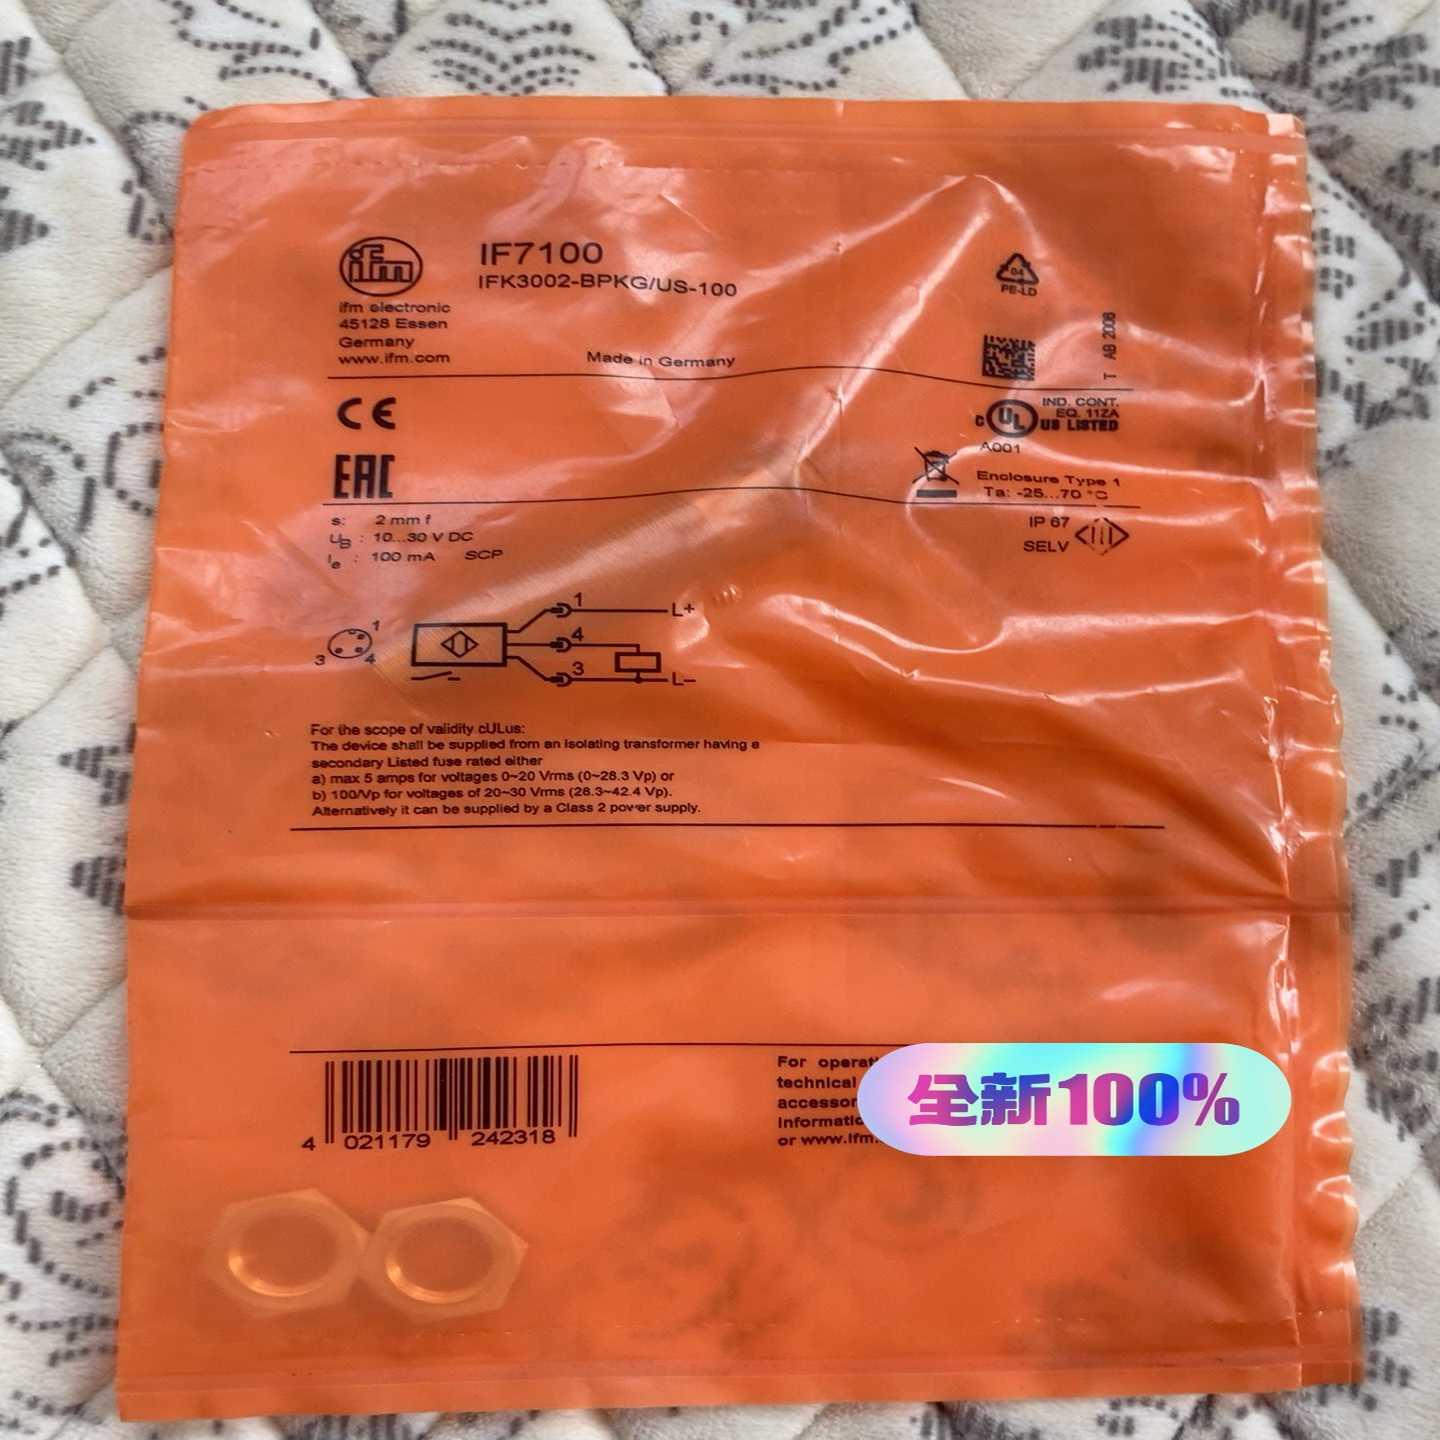 ifm
IF7100
IFK3002-BPKG/US-100
ifm electronic
45128 Essen
Germany
www.ifm.com
Made in Germany
04
PE-LD
T AB 2008
CE
EAC
c UL US LISTED
IND. CONT.
EQ. 11ZA
A001
Enclosure Type 1
Ta: -25...70 °C
s: 2 mm f
UB : 10...30 V DC
Ie : 100 mA SCP
IP 67
SELV
1
3
4
1
4
3
L+
L–
For the scope of validity cULus:
The device shall be supplied from an isolating transformer having a
secondary Listed fuse rated either
a) max 5 amps for voltages 0~20 Vrms (0~28.3 Vp) or
b) 100/Vp for voltages of 20~30 Vrms (28.3~42.4 Vp).
Alternatively it can be supplied by a Class 2 power supply.
4 021179 242318
For
technical
or www.ifm.
全新100%